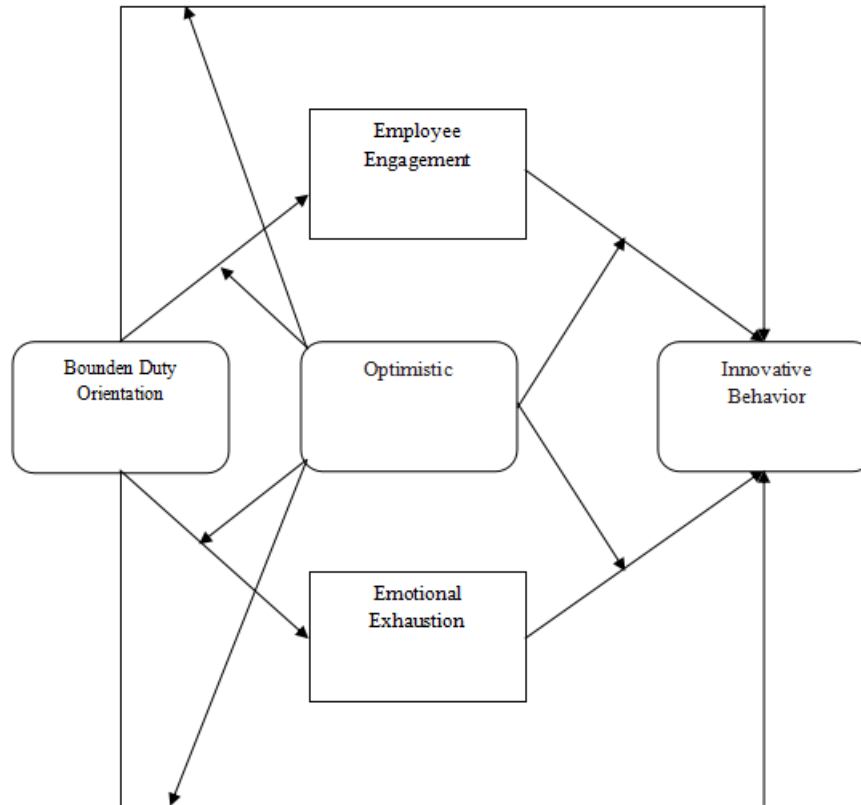 Employee
Engagement
Bounden Duty
Orientation
Optimistic
Innovative
Behavior
Emotional
Exhaustion